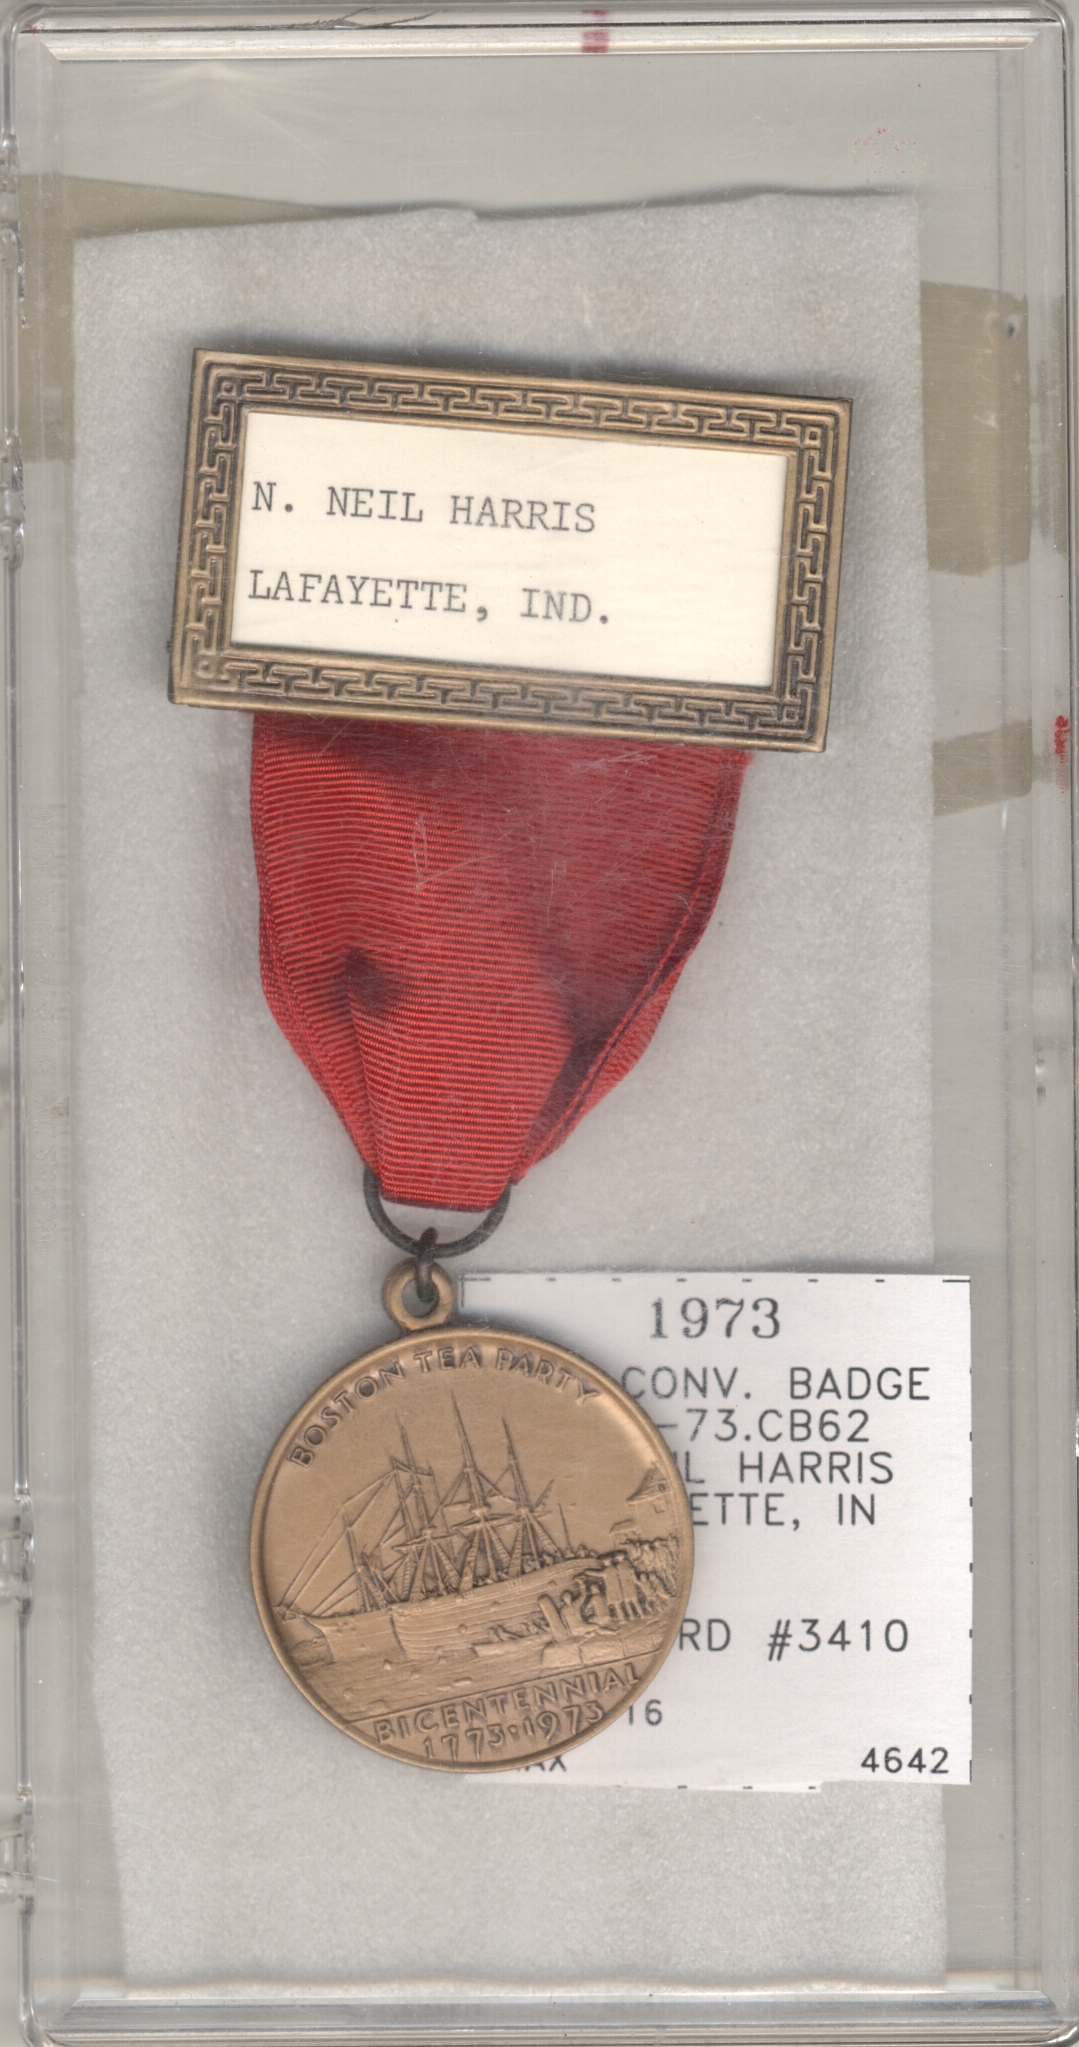 N. NEIL HARRIS
LAFAYETTE, IND.
BOSTON TEA PARTY
BICENTENNIAL
1773·1973
1973
CONV. BADGE
-73.CB62
IL HARRIS
ETTE, IN
RD #3410
16
AX
4642